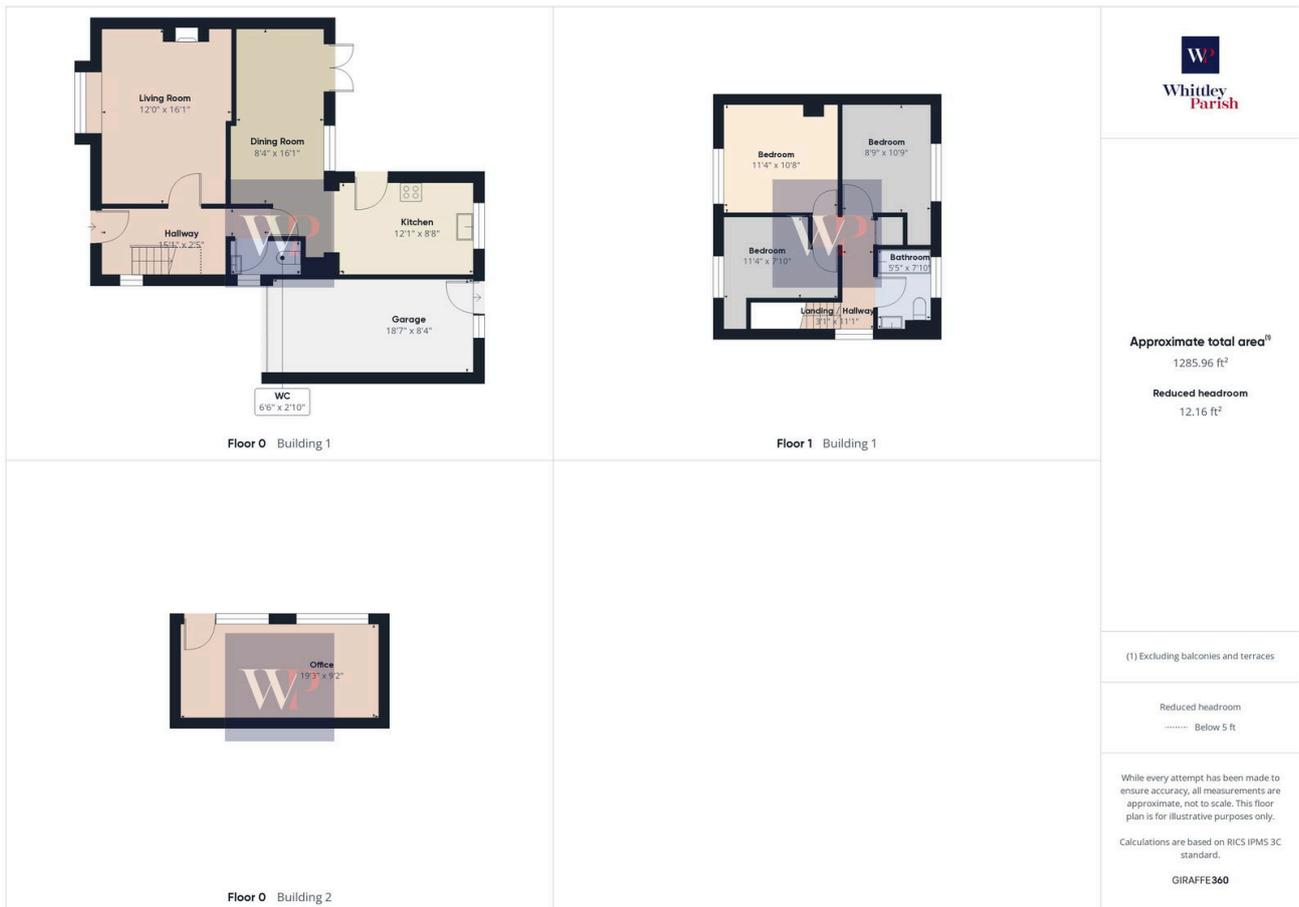 Living Room
12'0" x 16'1"
Dining Room
8'4" x 16'1"
Hallway
15'1" x 2'5"
Kitchen
12'1" x 8'8"
Garage
18'7" x 8'4"
WC
6'6" x 2'10"
WP
Floor 0 Building 1
Bedroom
11'4" x 10'8"
Bedroom
8'9" x 10'9"
Bedroom
11'4" x 7'10"
Bathroom
5'5" x 7'10"
Landing / Hallway
3'1" x 11'1"
WP
Floor 1 Building 1
Office
19'3" x 9'2"
WP
Floor 0 Building 2
WP
Whittley
Parish
Approximate total area(1)
1285.96 ft²
Reduced headroom
12.16 ft²
(1) Excluding balconies and terraces
Reduced headroom
Below 5 ft
While every attempt has been made to
ensure accuracy, all measurements are
approximate, not to scale. This floor
plan is for illustrative purposes only.
Calculations are based on RICS IPMS 3C
standard.
GIRAFFE360